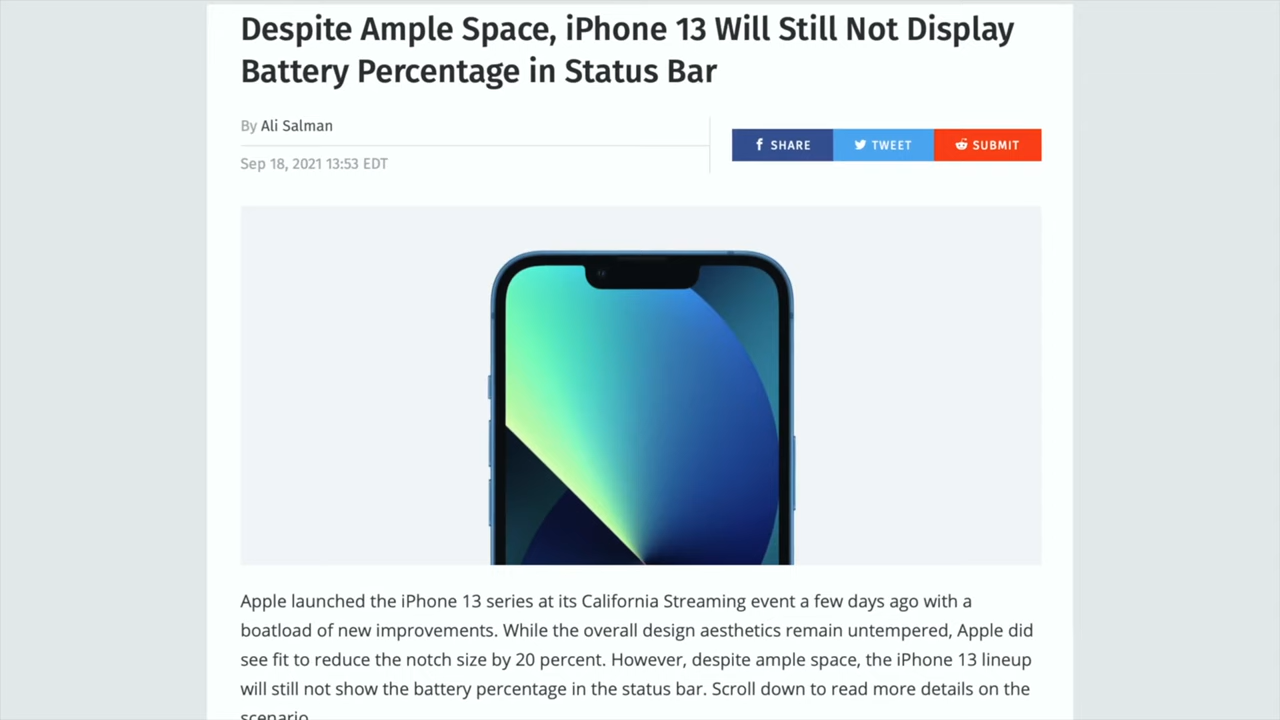 Despite Ample Space, iPhone 13 Will Still Not Display
Battery Percentage in Status Bar
By Ali Salman
Sep 18, 2021 13:53 EDT
SHARE
TWEET
SUBMIT
Apple launched the iPhone 13 series at its California Streaming event a few days ago with a
boatload of new improvements. While the overall design aesthetics remain untempered, Apple did
see fit to reduce the notch size by 20 percent. However, despite ample space, the iPhone 13 lineup
will still not show the battery percentage in the status bar. Scroll down to read more details on the
scenario.